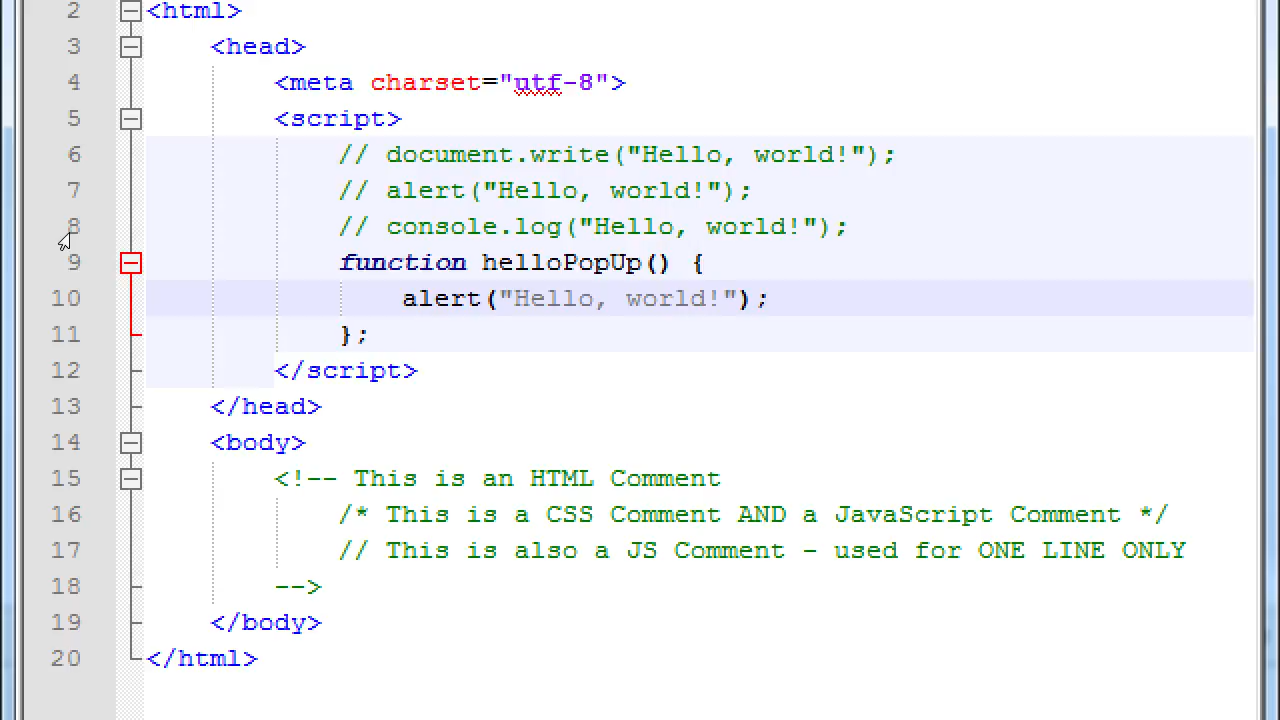 2 <html>
3 <head>
4 <meta charset="utf-8">
5 <script>
6 // document.write("Hello, world!");
7 // alert("Hello, world!");
8 // console.log("Hello, world!");
9 function helloPopUp() {
10 alert("Hello, world!");
11 };
12 </script>
13 </head>
14 <body>
15 <!-- This is an HTML Comment
16 /* This is a CSS Comment AND a JavaScript Comment */
17 // This is also a JS Comment - used for ONE LINE ONLY
18 -->
19 </body>
20 </html>